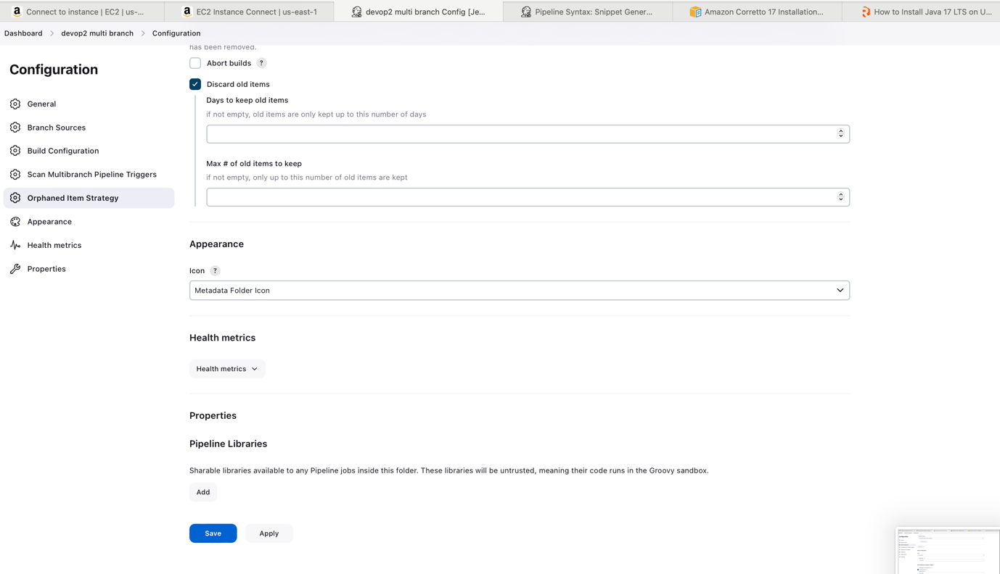 Connect to instance | EC2 | us-...
EC2 Instance Connect | us-east-1
devop2 multi branch Config [Je...
Pipeline Syntax: Snippet Gener...
Amazon Corretto 17 Installation...
How to Install Java 17 LTS on U...
Dashboard > devop2 multi branch > Configuration
Configuration
General
Branch Sources
Build Configuration
Scan Multibranch Pipeline Triggers
Orphaned Item Strategy
Appearance
Health metrics
Properties
has been removed.
Abort builds ?
Discard old items
Days to keep old items
if not empty, old items are only kept up to this number of days
Max # of old items to keep
if not empty, only up to this number of old items are kept
Appearance
Icon ?
Metadata Folder Icon
Health metrics
Health metrics
Properties
Pipeline Libraries
Sharable libraries available to any Pipeline jobs inside this folder. These libraries will be untrusted, meaning their code runs in the Groovy sandbox.
Add
Save
Apply